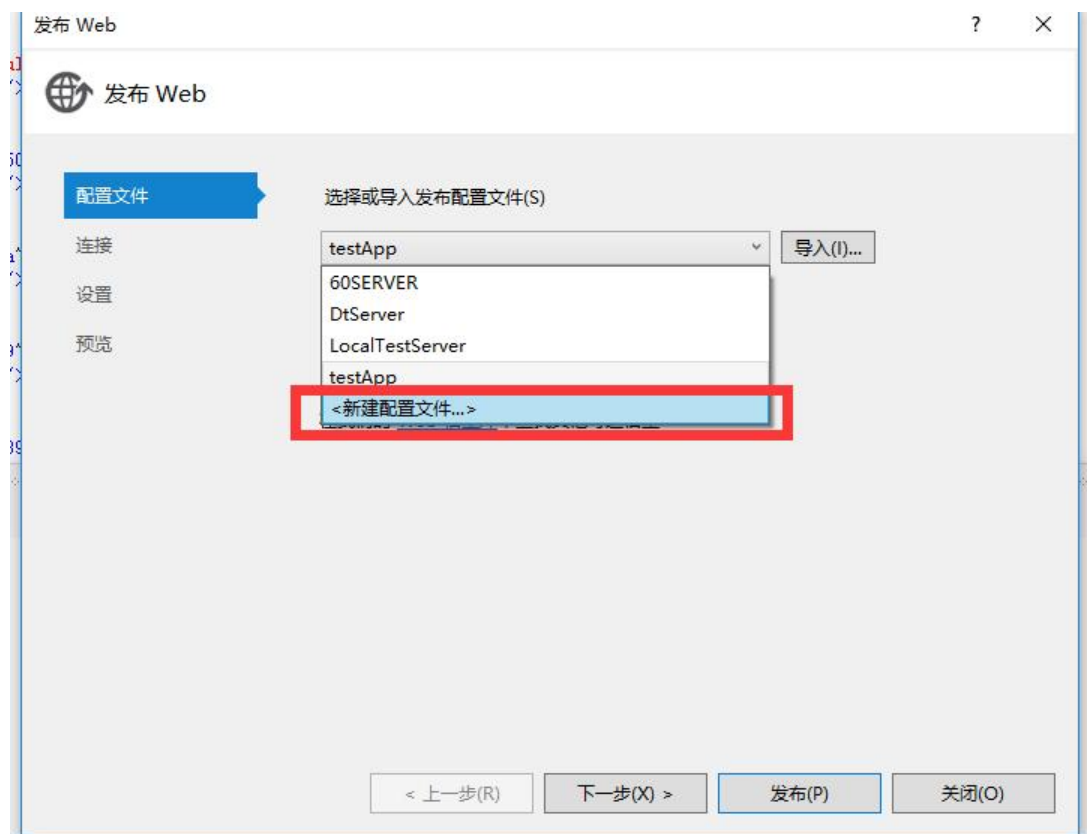 发布 Web
?
发布 Web
配置文件
选择或导入发布配置文件(S)
连接
testApp
导入(I)...
设置
60SERVER
DtServer
预览
LocalTestServer
testApp
<新建配置文件...>
< 上一步(R)
下一步(X) >
发布(P)
关闭(O)